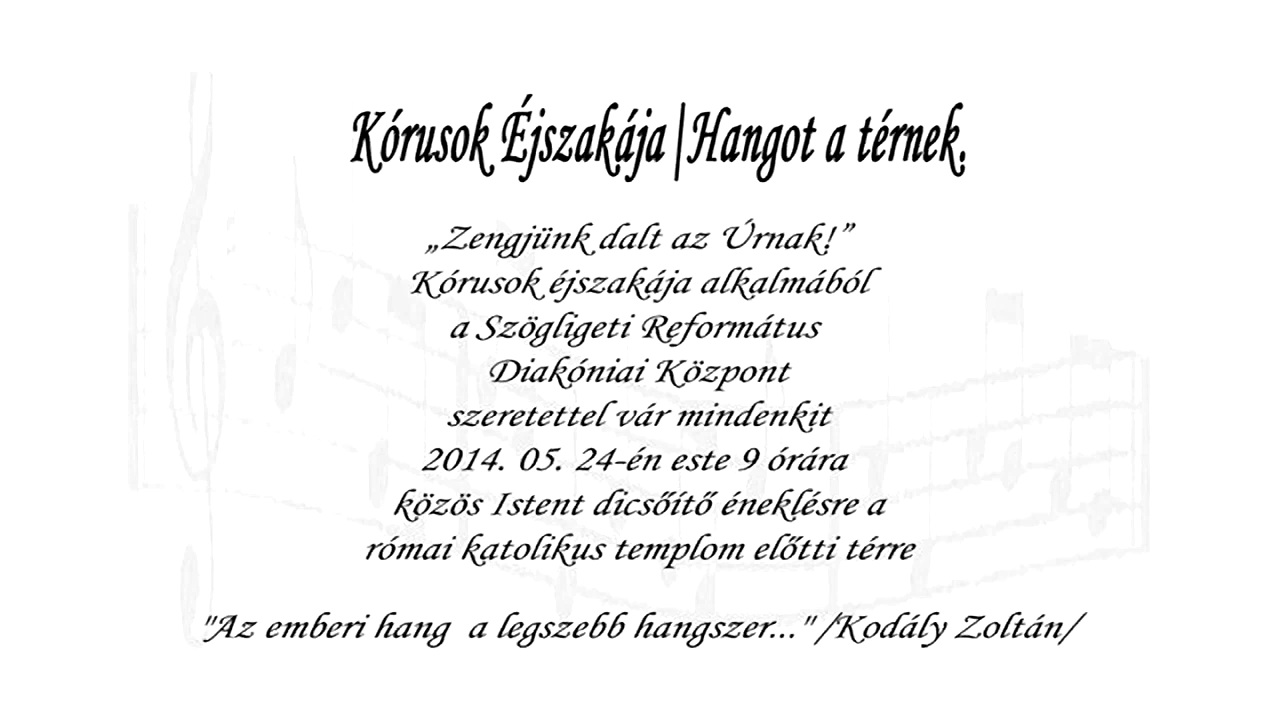 Kórusok Éjszakája|Hangot a térnek.
„Zengjünk dalt az Úrnak!”
Kórusok éjszakája alkalmából
a Szögligeti Református
Diakóniai Központ
szeretettel vár mindenkit
2014. 05. 24-én este 9 órára
közös Istent dicsőítő éneklésre a
római katolikus templom előtti térre
"Az emberi hang a legszebb hangszer..." /Kodály Zoltán/